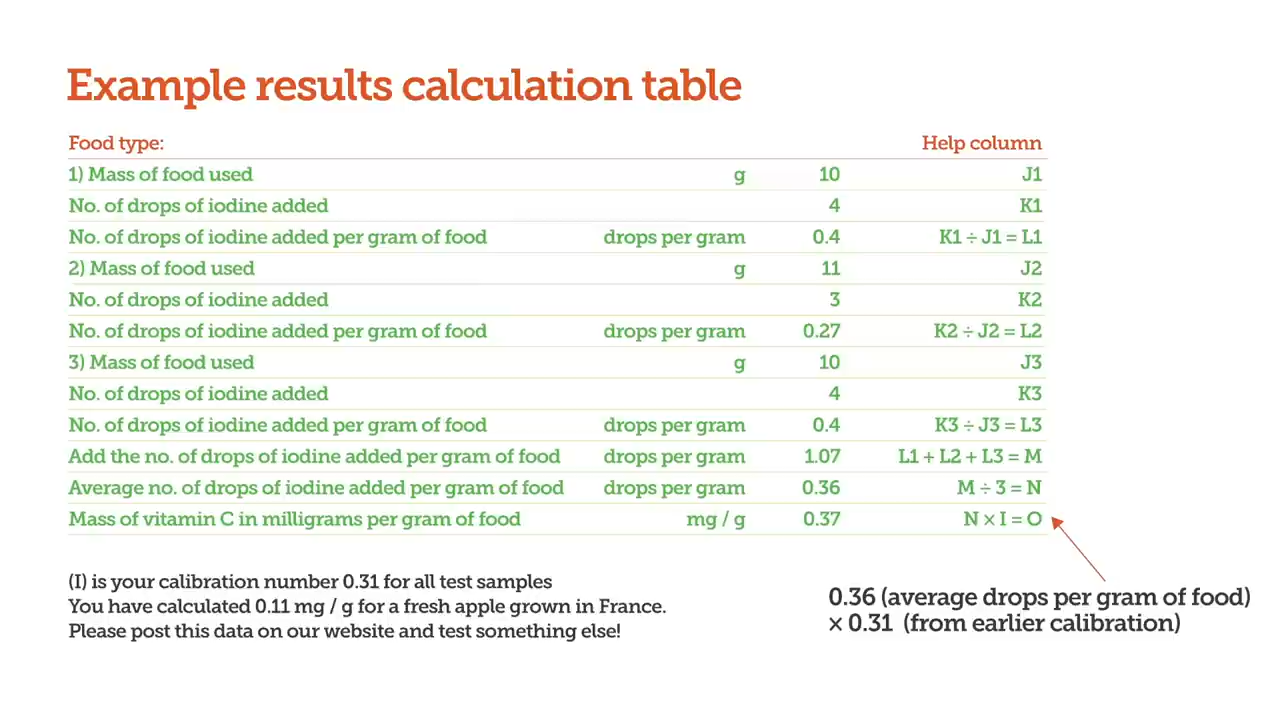 Example results calculation table
Food type: Help column
1) Mass of food used g 10 J1
No. of drops of iodine added 4 K1
No. of drops of iodine added per gram of food drops per gram 0.4 K1 ÷ J1 = L1
2) Mass of food used g 11 J2
No. of drops of iodine added 3 K2
No. of drops of iodine added per gram of food drops per gram 0.27 K2 ÷ J2 = L2
3) Mass of food used g 10 J3
No. of drops of iodine added 4 K3
No. of drops of iodine added per gram of food drops per gram 0.4 K3 ÷ J3 = L3
Add the no. of drops of iodine added per gram of food drops per gram 1.07 L1 + L2 + L3 = M
Average no. of drops of iodine added per gram of food drops per gram 0.36 M ÷ 3 = N
Mass of vitamin C in milligrams per gram of food mg / g 0.37 N × I = O
(I) is your calibration number 0.31 for all test samples
You have calculated 0.11 mg / g for a fresh apple grown in France.
Please post this data on our website and test something else!
0.36 (average drops per gram of food)
× 0.31 (from earlier calibration)